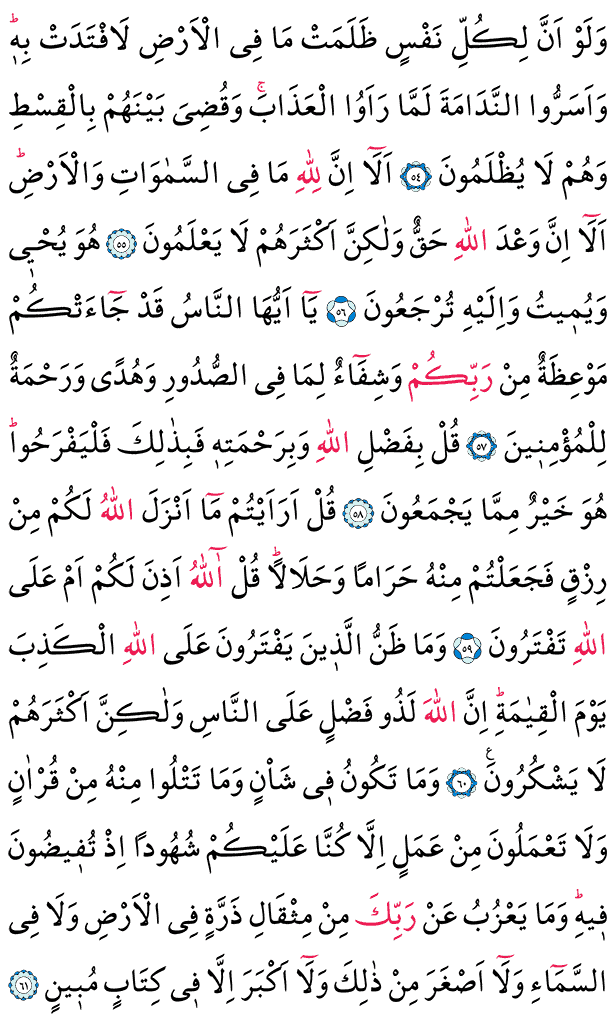 وَلَوْ اَنَّ لِكُلِّ نَفْسٍ ظَلَمَتْ مَا فِى الْاَرْضِ لَافْتَدَتْ بِه۪ۜ
وَاَسَرُّوا النَّدَامَةَ لَمَّا رَاَوُا الْعَذَابَۚ وَقُضِىَ بَيْنَهُمْ بِالْقِسْطِ
وَهُمْ لَا يُظْلَمُونَ ﴿٥٤﴾ اَلَٓا اِنَّ لِلّٰهِ مَا فِى السَّمٰوَاتِ وَالْاَرْضِۜ
اَلَٓا اِنَّ وَعْدَ اللّٰهِ حَقٌّ وَلٰكِنَّ اَكْثَرَهُمْ لَا يَعْلَمُونَ ﴿٥٥﴾ هُوَ يُحْي۪ى
وَيُم۪يتُ وَاِلَيْهِ تُرْجَعُونَ ﴿٥٦﴾ يَٓا اَيُّهَا النَّاسُ قَدْ جَٓاءَتْكُمْ
مَوْعِظَةٌ مِنْ رَبِّكُمْ وَشِفَٓاءٌ لِمَا فِى الصُّدُورِ وَهُدًى وَرَحْمَةٌ
لِلْمُؤْمِن۪ينَ ﴿٥٧﴾ قُلْ بِفَضْلِ اللّٰهِ وَبِرَحْمَتِه۪ فَبِذٰلِكَ فَلْيَفْرَحُواۜ
هُوَ خَيْرٌ مِمَّا يَجْمَعُونَ ﴿٥٨﴾ قُلْ اَرَاَيْتُمْ مَٓا اَنْزَلَ اللّٰهُ لَكُمْ مِنْ
رِزْقٍ فَجَعَلْتُمْ مِنْهُ حَرَامًا وَحَلَالًاۜ قُلْ آٰللّٰهُ اَذِنَ لَكُمْ اَمْ عَلَى
اللّٰهِ تَفْتَرُونَ ﴿٥٩﴾ وَمَا ظَنُّ الَّذ۪ينَ يَفْتَرُونَ عَلَى اللّٰهِ الْكَذِبَ
يَوْمَ الْقِيٰمَةِۜ اِنَّ اللّٰهَ لَذُو فَضْلٍ عَلَى النَّاسِ وَلٰكِنَّ اَكْثَرَهُمْ
لَا يَشْكُرُونَ۟ ﴿٦٠﴾ وَمَا تَكُونُ ف۪ى شَاْنٍ وَمَا تَتْلُوا مِنْهُ مِنْ قُرْاٰنٍ
وَلَا تَعْمَلُونَ مِنْ عَمَلٍ اِلَّا كُنَّا عَلَيْكُمْ شُهُودًا اِذْ تُف۪يضُونَ
ف۪يهِۜ وَمَا يَعْزُبُ عَنْ رَبِّكَ مِنْ مِثْقَالِ ذَرَّةٍ فِى الْاَرْضِ وَلَا فِى
السَّمَٓاءِ وَلَٓا اَصْغَرَ مِنْ ذٰلِكَ وَلَٓا اَكْبَرَ اِلَّا ف۪ى كِتَابٍ مُب۪ينٍ ﴿٦١﴾